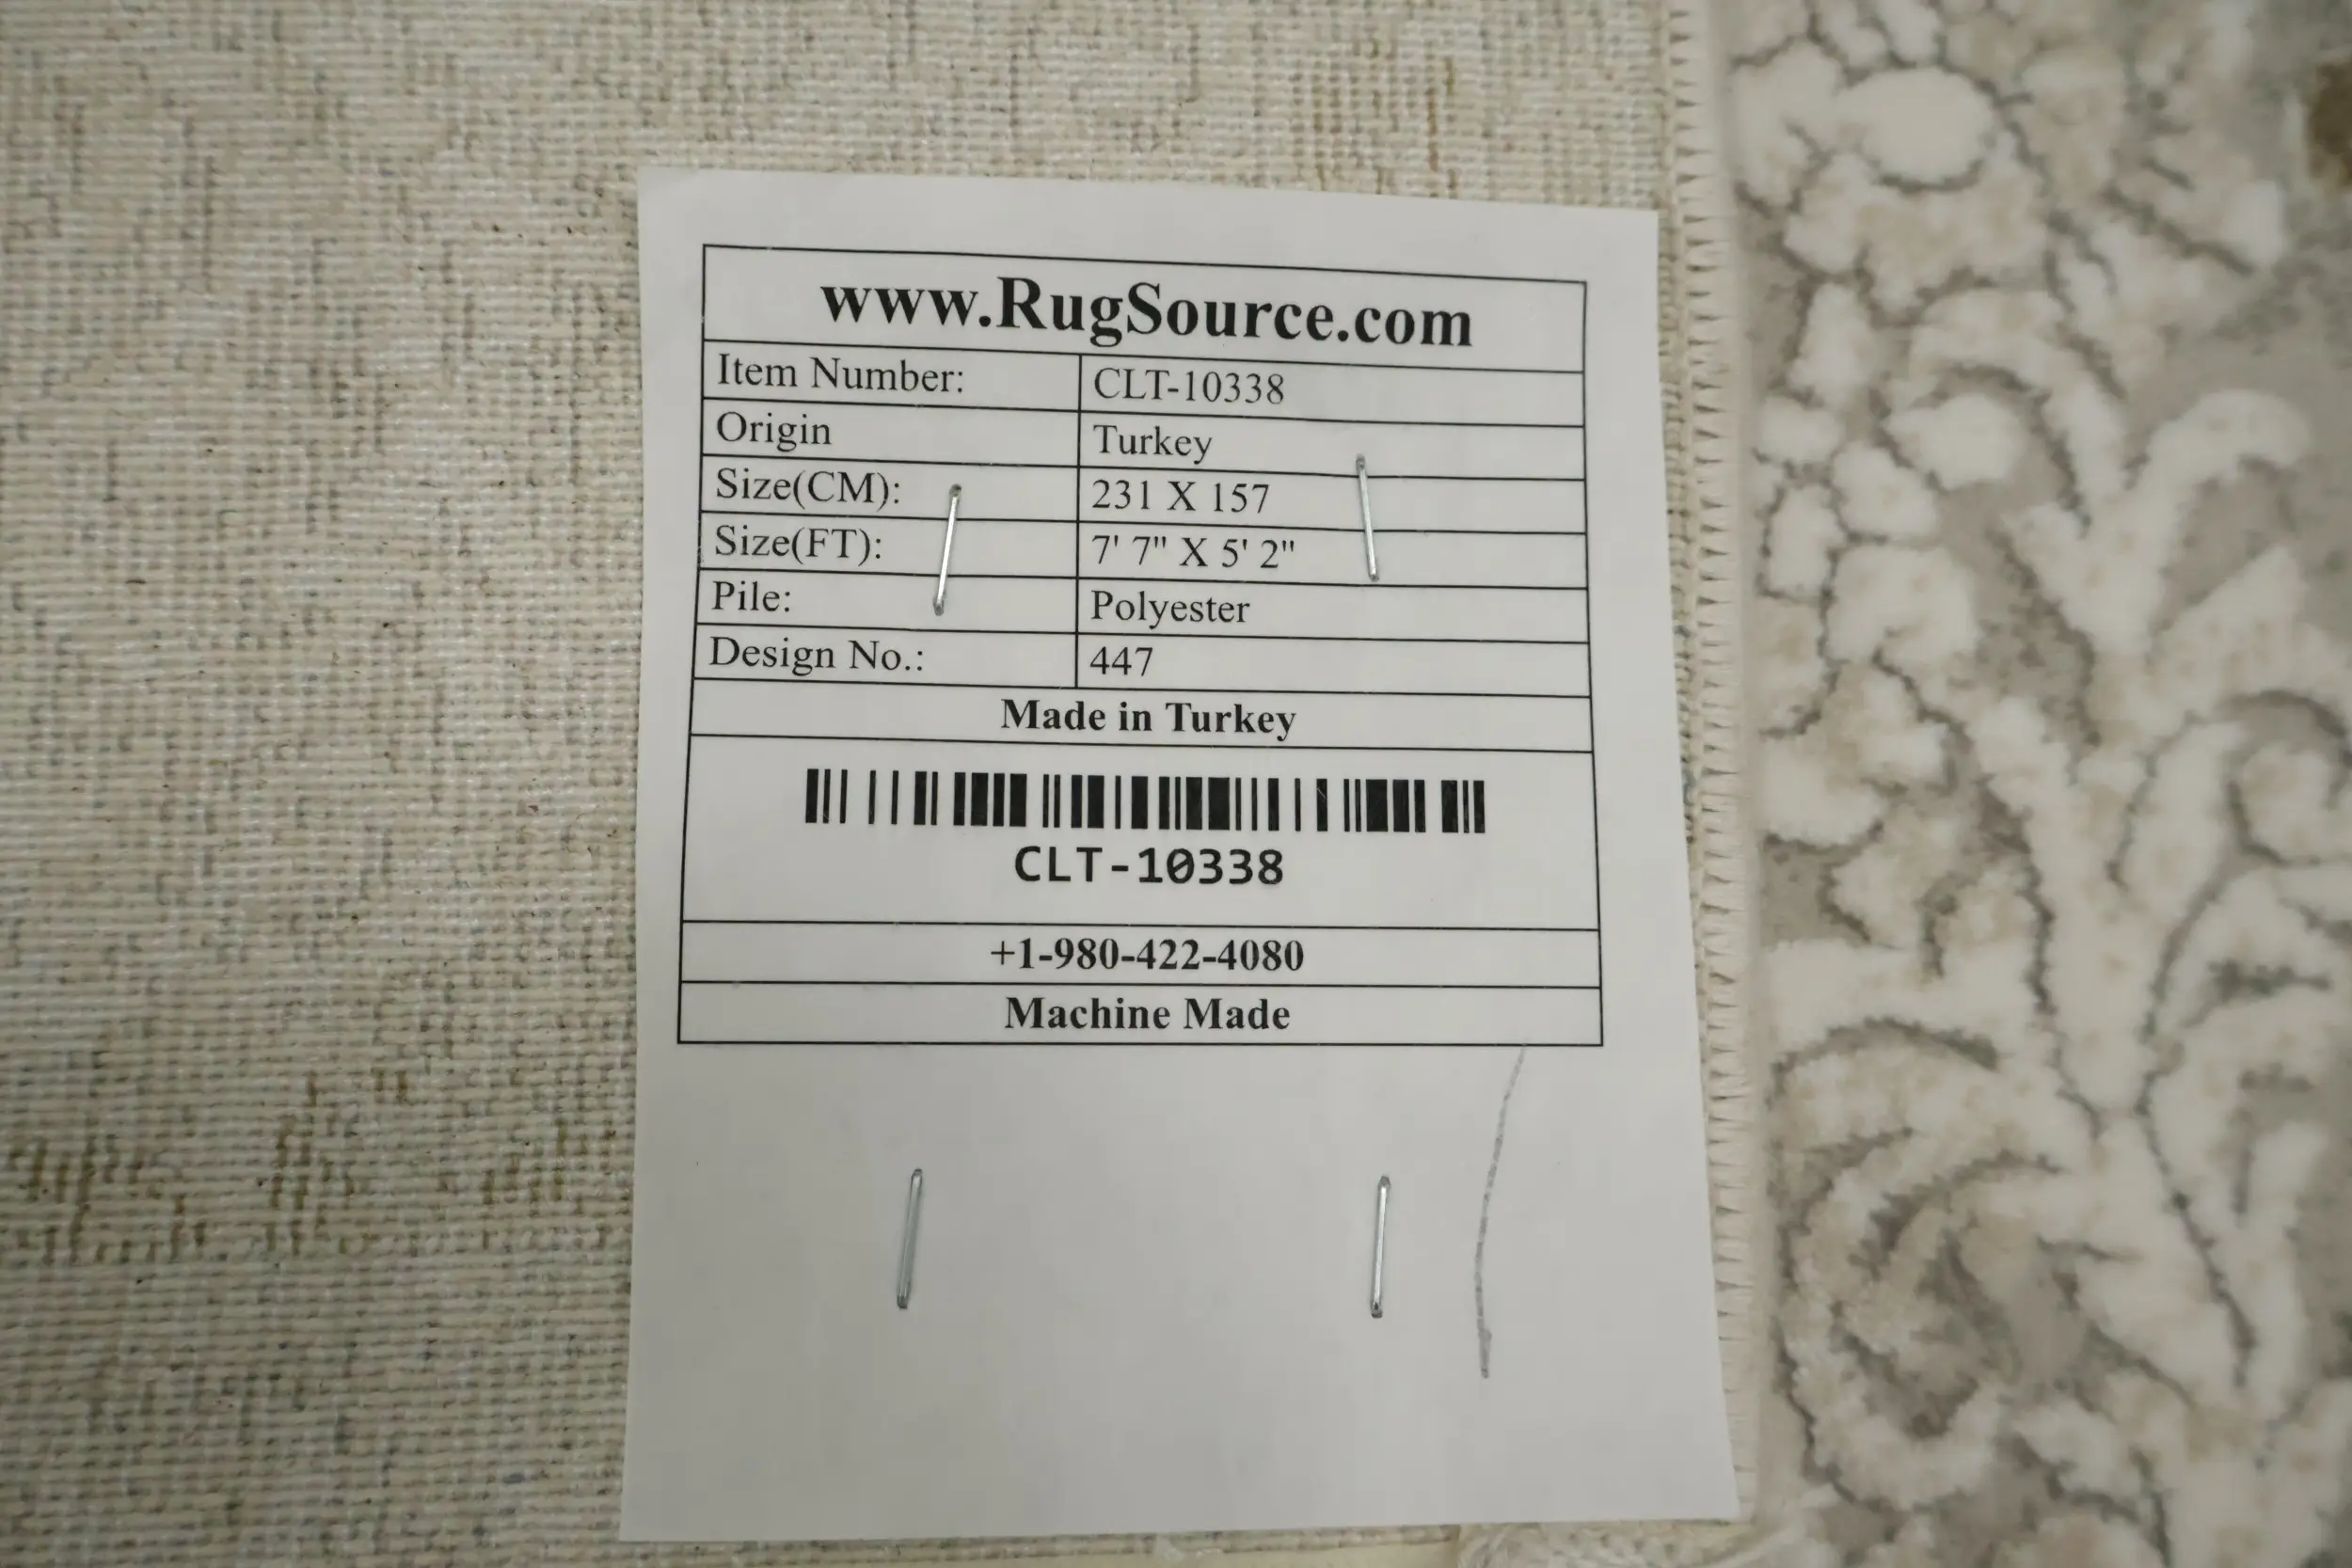 www.RugSource.com
Item Number: CLT-10338
Origin Turkey
Size(CM): 231 X 157
Size(FT): 7' 7" X 5' 2"
Pile: Polyester
Design No.: 447
Made in Turkey
CLT-10338
+1-980-422-4080
Machine Made